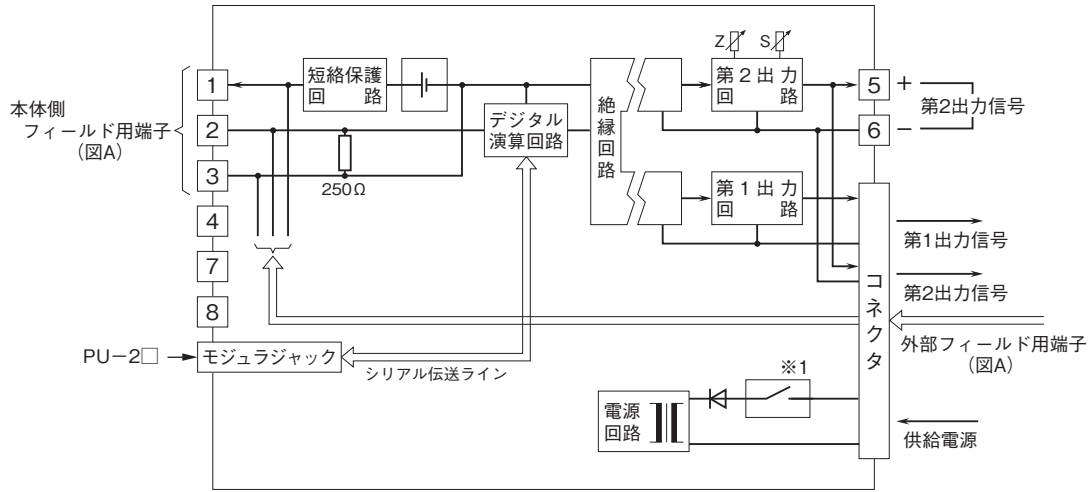 Z
S
1
短絡保護
回路
第2出力
回路
5
+
第2出力信号
6
−
本体側
フィールド用端子
(図A)
2
デジタル
演算回路
絶縁回路
3
250Ω
第1出力
回路
4
第1出力信号
7
コネクタ
第2出力信号
8
外部フィールド用端子
(図A)
PU−2□
モジュラジャック
シリアル伝送ライン
※1
電源
回路
供給電源